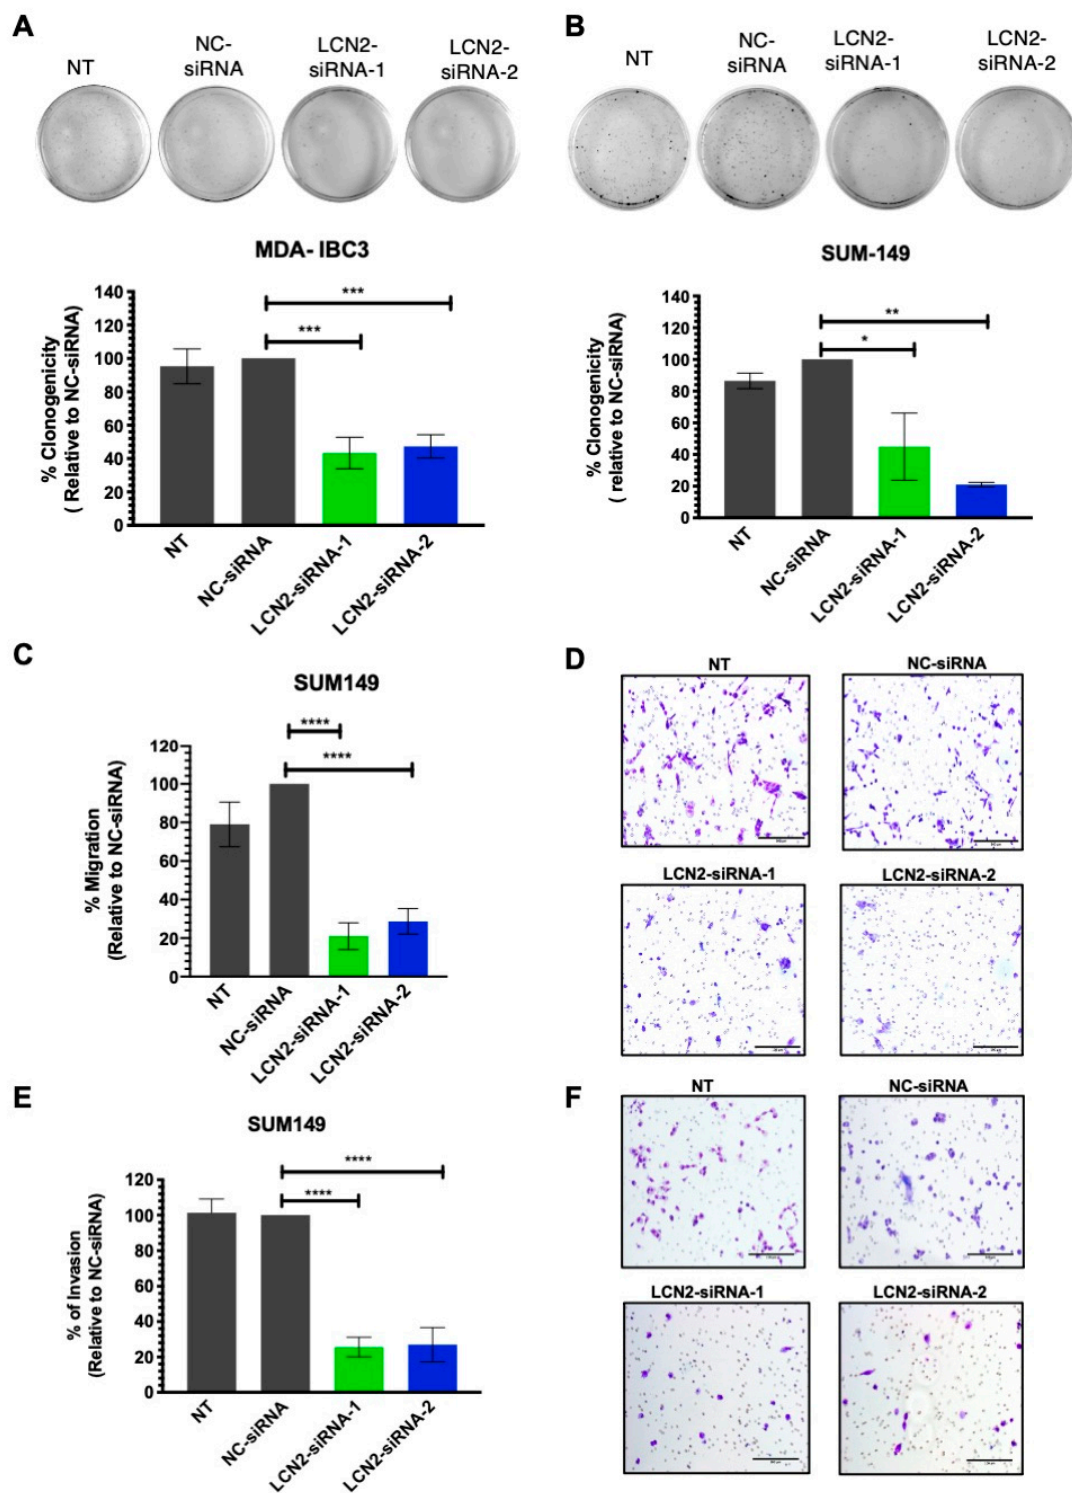 A
NT
NC-
siRNA
LCN2-
siRNA-1
LCN2-
siRNA-2
MDA- IBC3
% Clonogenicity
( Relative to NC-siRNA)
140
120
100
80
60
40
20
0
***
***
NT
NC-siRNA
LCN2-siRNA-1
LCN2-siRNA-2
B
NT
NC-
siRNA
LCN2-
siRNA-1
LCN2-
siRNA-2
SUM-149
% Clonogenicity
( relative to NC-siRNA)
140
120
100
80
60
40
20
0
**
*
NT
NC-siRNA
LCN2-siRNA-1
LCN2-siRNA-2
C
SUM149
% Migration
(Relative to NC-siRNA)
120
100
80
60
40
20
0
****
****
NT
NC-siRNA
LCN2-siRNA-1
LCN2-siRNA-2
D
NT
NC-siRNA
LCN2-siRNA-1
LCN2-siRNA-2
E
SUM149
% of Invasion
(Relative to NC-siRNA)
120
100
80
60
40
20
0
****
****
NT
NC-siRNA
LCN2-siRNA-1
LCN2-siRNA-2
F
NT
NC-siRNA
LCN2-siRNA-1
LCN2-siRNA-2